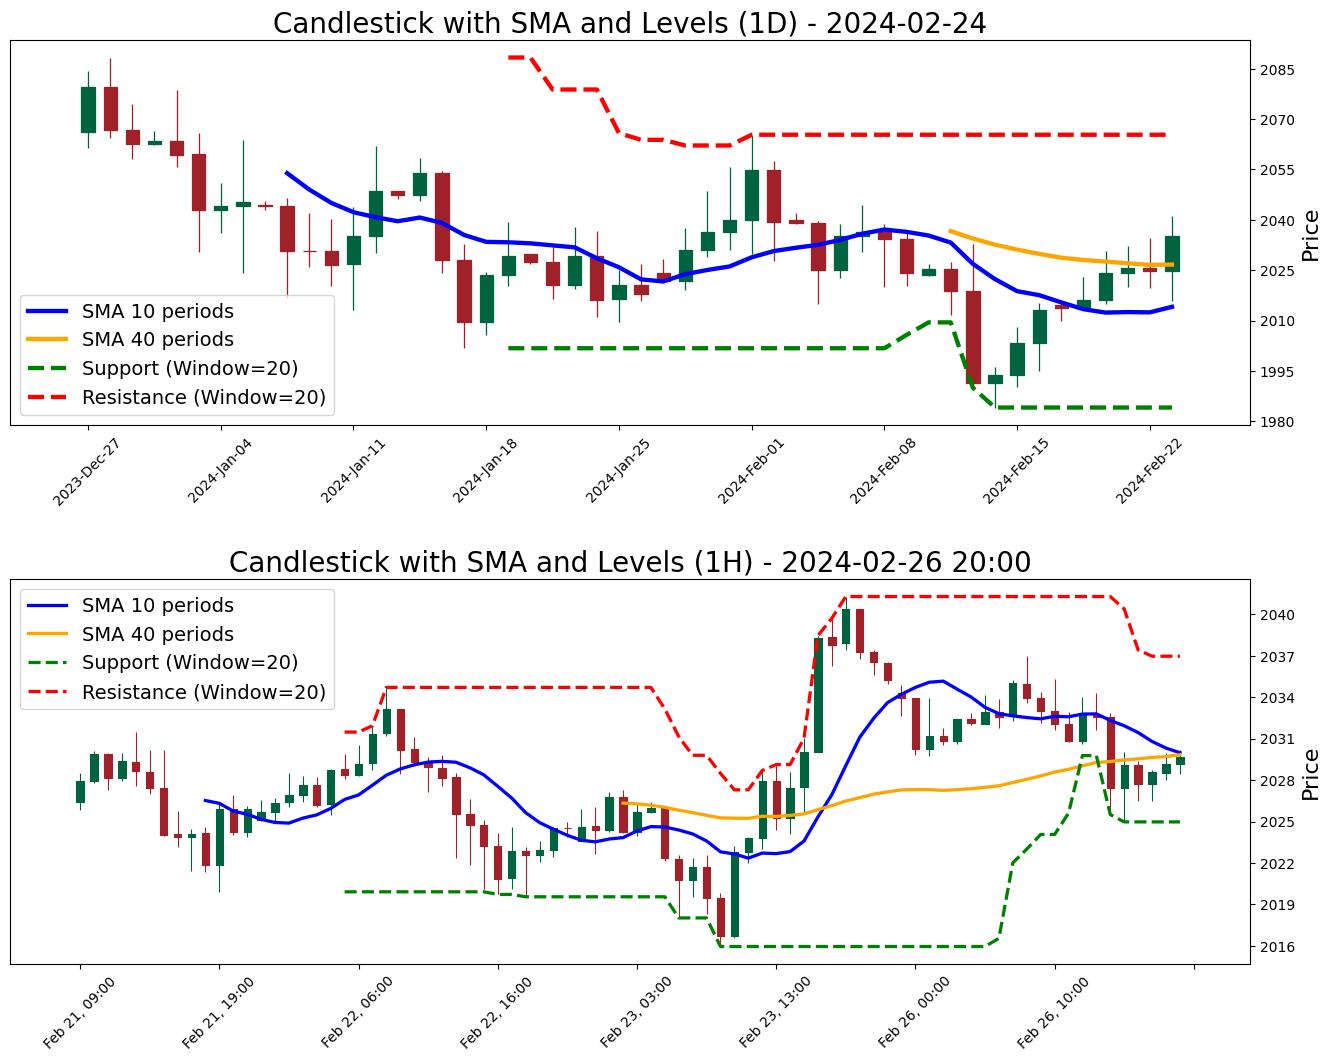 Candlestick with SMA and Levels (1D) - 2024-02-24
2085
2070
2055
2040
2025
2010
1995
1980
Price
SMA 10 periods
SMA 40 periods
Support (Window=20)
Resistance (Window=20)
2023-Dec-27
2024-Jan-04
2024-Jan-11
2024-Jan-18
2024-Jan-25
2024-Feb-01
2024-Feb-08
2024-Feb-15
2024-Feb-22
Candlestick with SMA and Levels (1H) - 2024-02-26 20:00
SMA 10 periods
SMA 40 periods
Support (Window=20)
Resistance (Window=20)
2040
2037
2034
2031
2028
2025
2022
2019
2016
Price
Feb 21, 09:00
Feb 21, 19:00
Feb 22, 06:00
Feb 22, 16:00
Feb 23, 03:00
Feb 23, 13:00
Feb 26, 00:00
Feb 26, 10:00